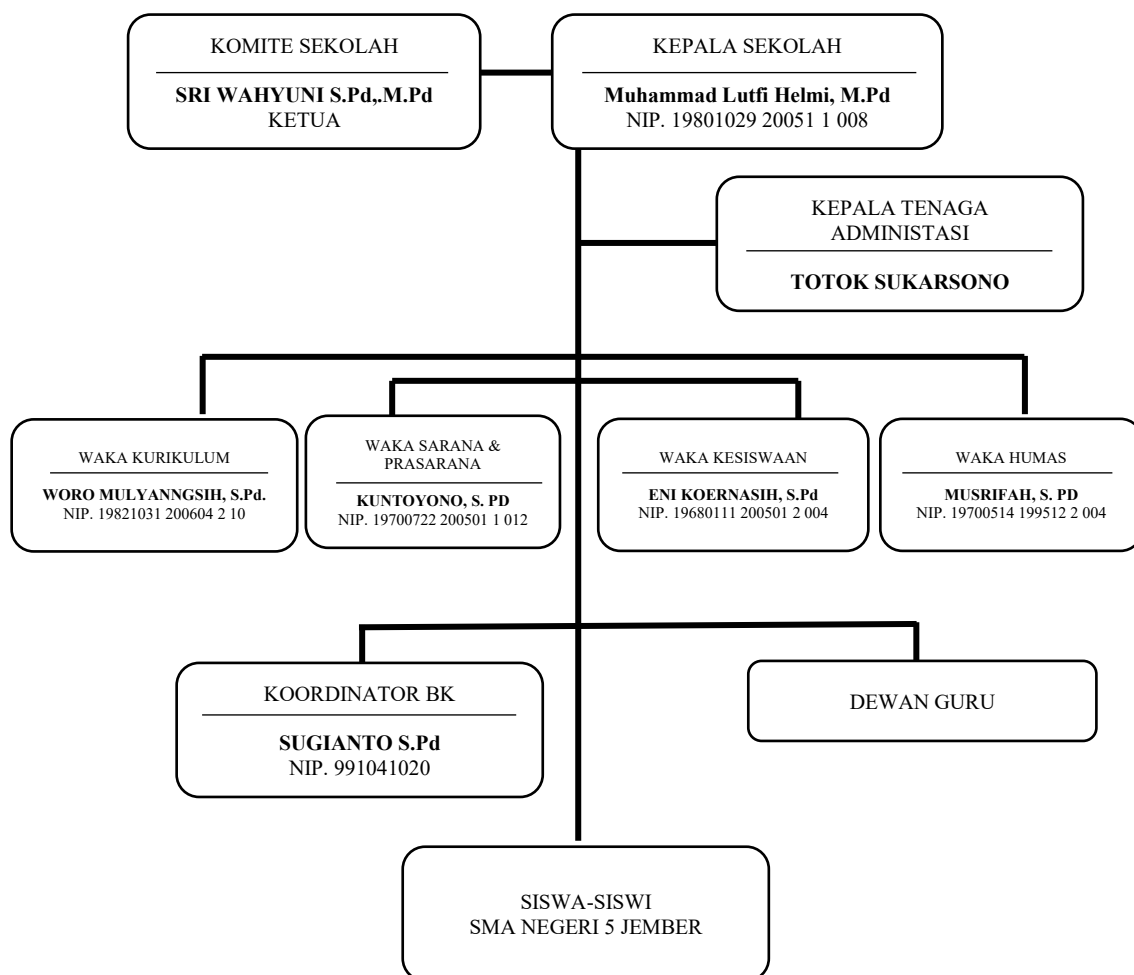 KOMITE SEKOLAH
SRI WAHYUNI S.Pd,.M.Pd
KETUA
KEPALA SEKOLAH
Muhammad Lutfi Helmi, M.Pd
NIP. 19801029 20051 1 008
KEPALA TENAGA
ADMINISTASI
TOTOK SUKARSONO
WAKA KURIKULUM
WORO MULYANNGSIH, S.Pd.
NIP. 19821031 200604 2 10
WAKA SARANA &
PRASARANA
KUNTOYONO, S. PD
NIP. 19700722 200501 1 012
WAKA KESISWAAN
ENI KOERNASIH, S.Pd
NIP. 19680111 200501 2 004
WAKA HUMAS
MUSRIFAH, S. PD
NIP. 19700514 199512 2 004
KOORDINATOR BK
SUGIANTO S.Pd
NIP. 991041020
DEWAN GURU
SISWA-SISWI
SMA NEGERI 5 JEMBER